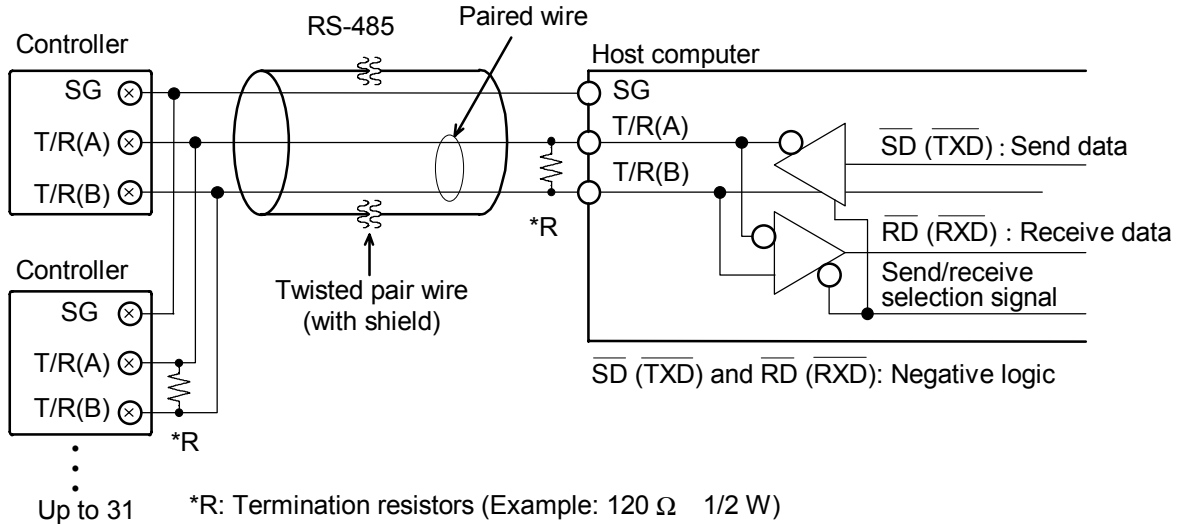 Paired wire
RS-485
Controller
Host computer
SG
SG
T/R(A)
T/R(A)
SD (TXD) : Send data
T/R(B)
T/R(B)
*R
RD (RXD) : Receive data
Controller
Twisted pair wire
(with shield)
Send/receive
selection signal
SG
T/R(A)
SD (TXD) and RD (RXD): Negative logic
T/R(B)
*R
Up to 31
*R: Termination resistors (Example: 120 Ω 1/2 W)